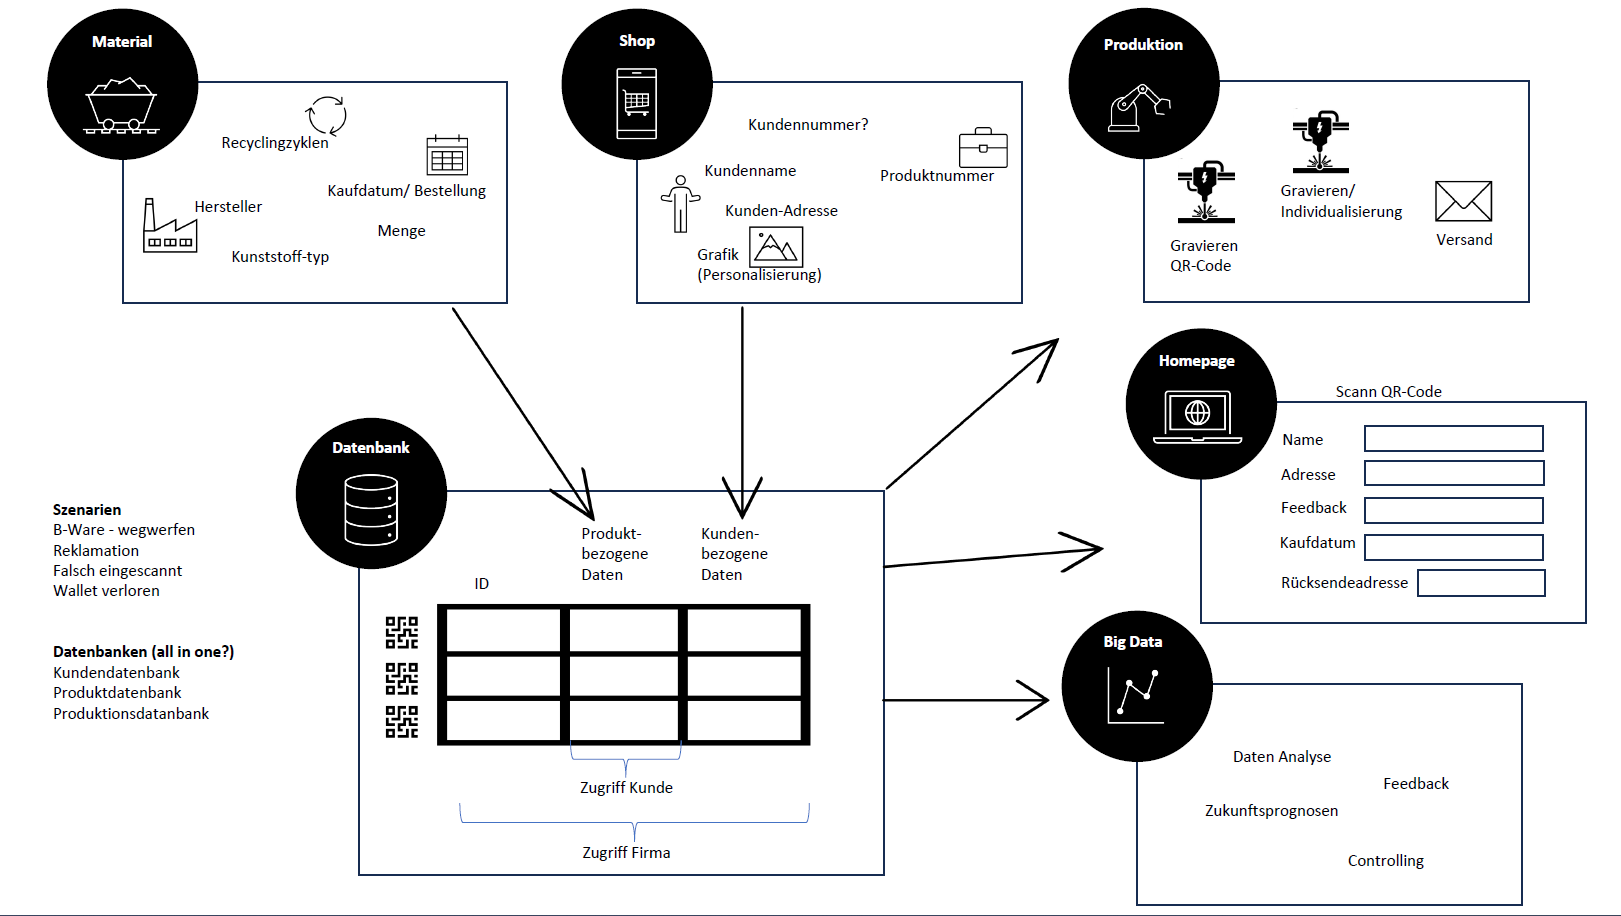 Material
Recyclingzyklen
Kaufdatum/ Bestellung
Hersteller
Menge
Kunststoff-typ
Shop
Kundennummer?
Kundenname
Produktnummer
Kunden-Adresse
Grafik
(Personalisierung)
Produktion
Gravieren/
Individualisierung
Gravieren
QR-Code
Versand
Homepage
Scann QR-Code
Name
Adresse
Feedback
Kaufdatum
Rücksendeadresse
Datenbank
Produkt-
bezogene
Daten
Kunden-
bezogene
Daten
ID
Zugriff Kunde
Zugriff Firma
Szenarien
B-Ware - wegwerfen
Reklamation
Falsch eingescannt
Wallet verloren
Datenbanken (all in one?)
Kundendatenbank
Produktdatenbank
Produktionsdatanbank
Big Data
Daten Analyse
Feedback
Zukunftsprognosen
Controlling